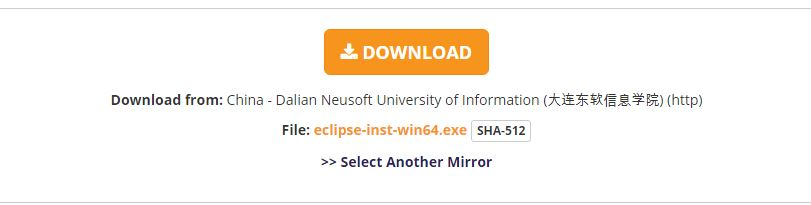 DOWNLOAD
Download from: China - Dalian Neusoft University of Information (大连东软信息学院) (http)
File: eclipse-inst-win64.exe SHA-512
>> Select Another Mirror